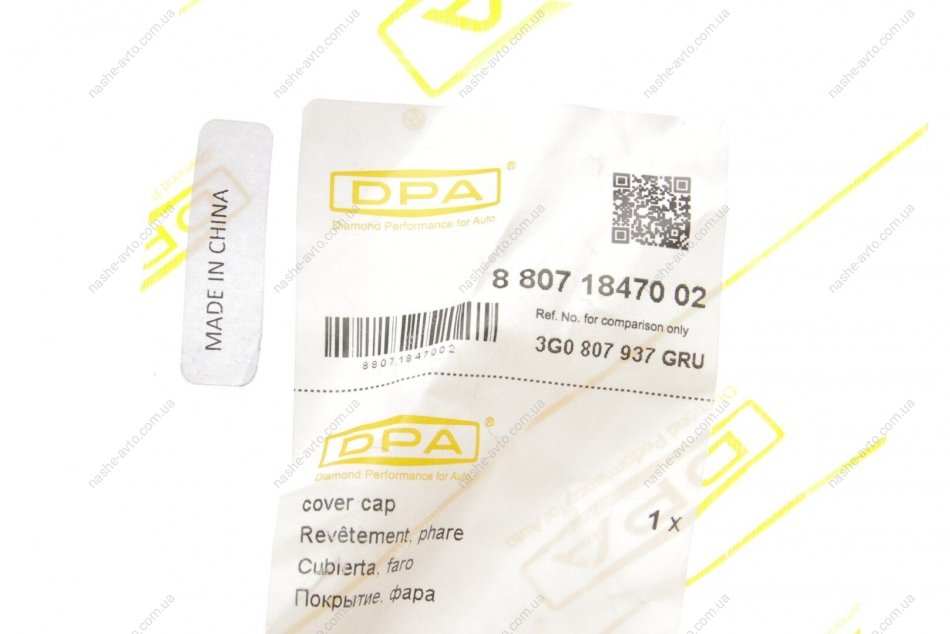 MADE IN CHINA
DPA®
Diamond Performance for Auto
8 807 18470 02
Ref. No. for comparison only
3G0 807 937 GRU
88071847002
DPA®
Diamond Performance for Auto
cover cap
Revêtement, phare
Cubierta, faro
Покрытие, фара
1 x
nashe-avto.com.ua